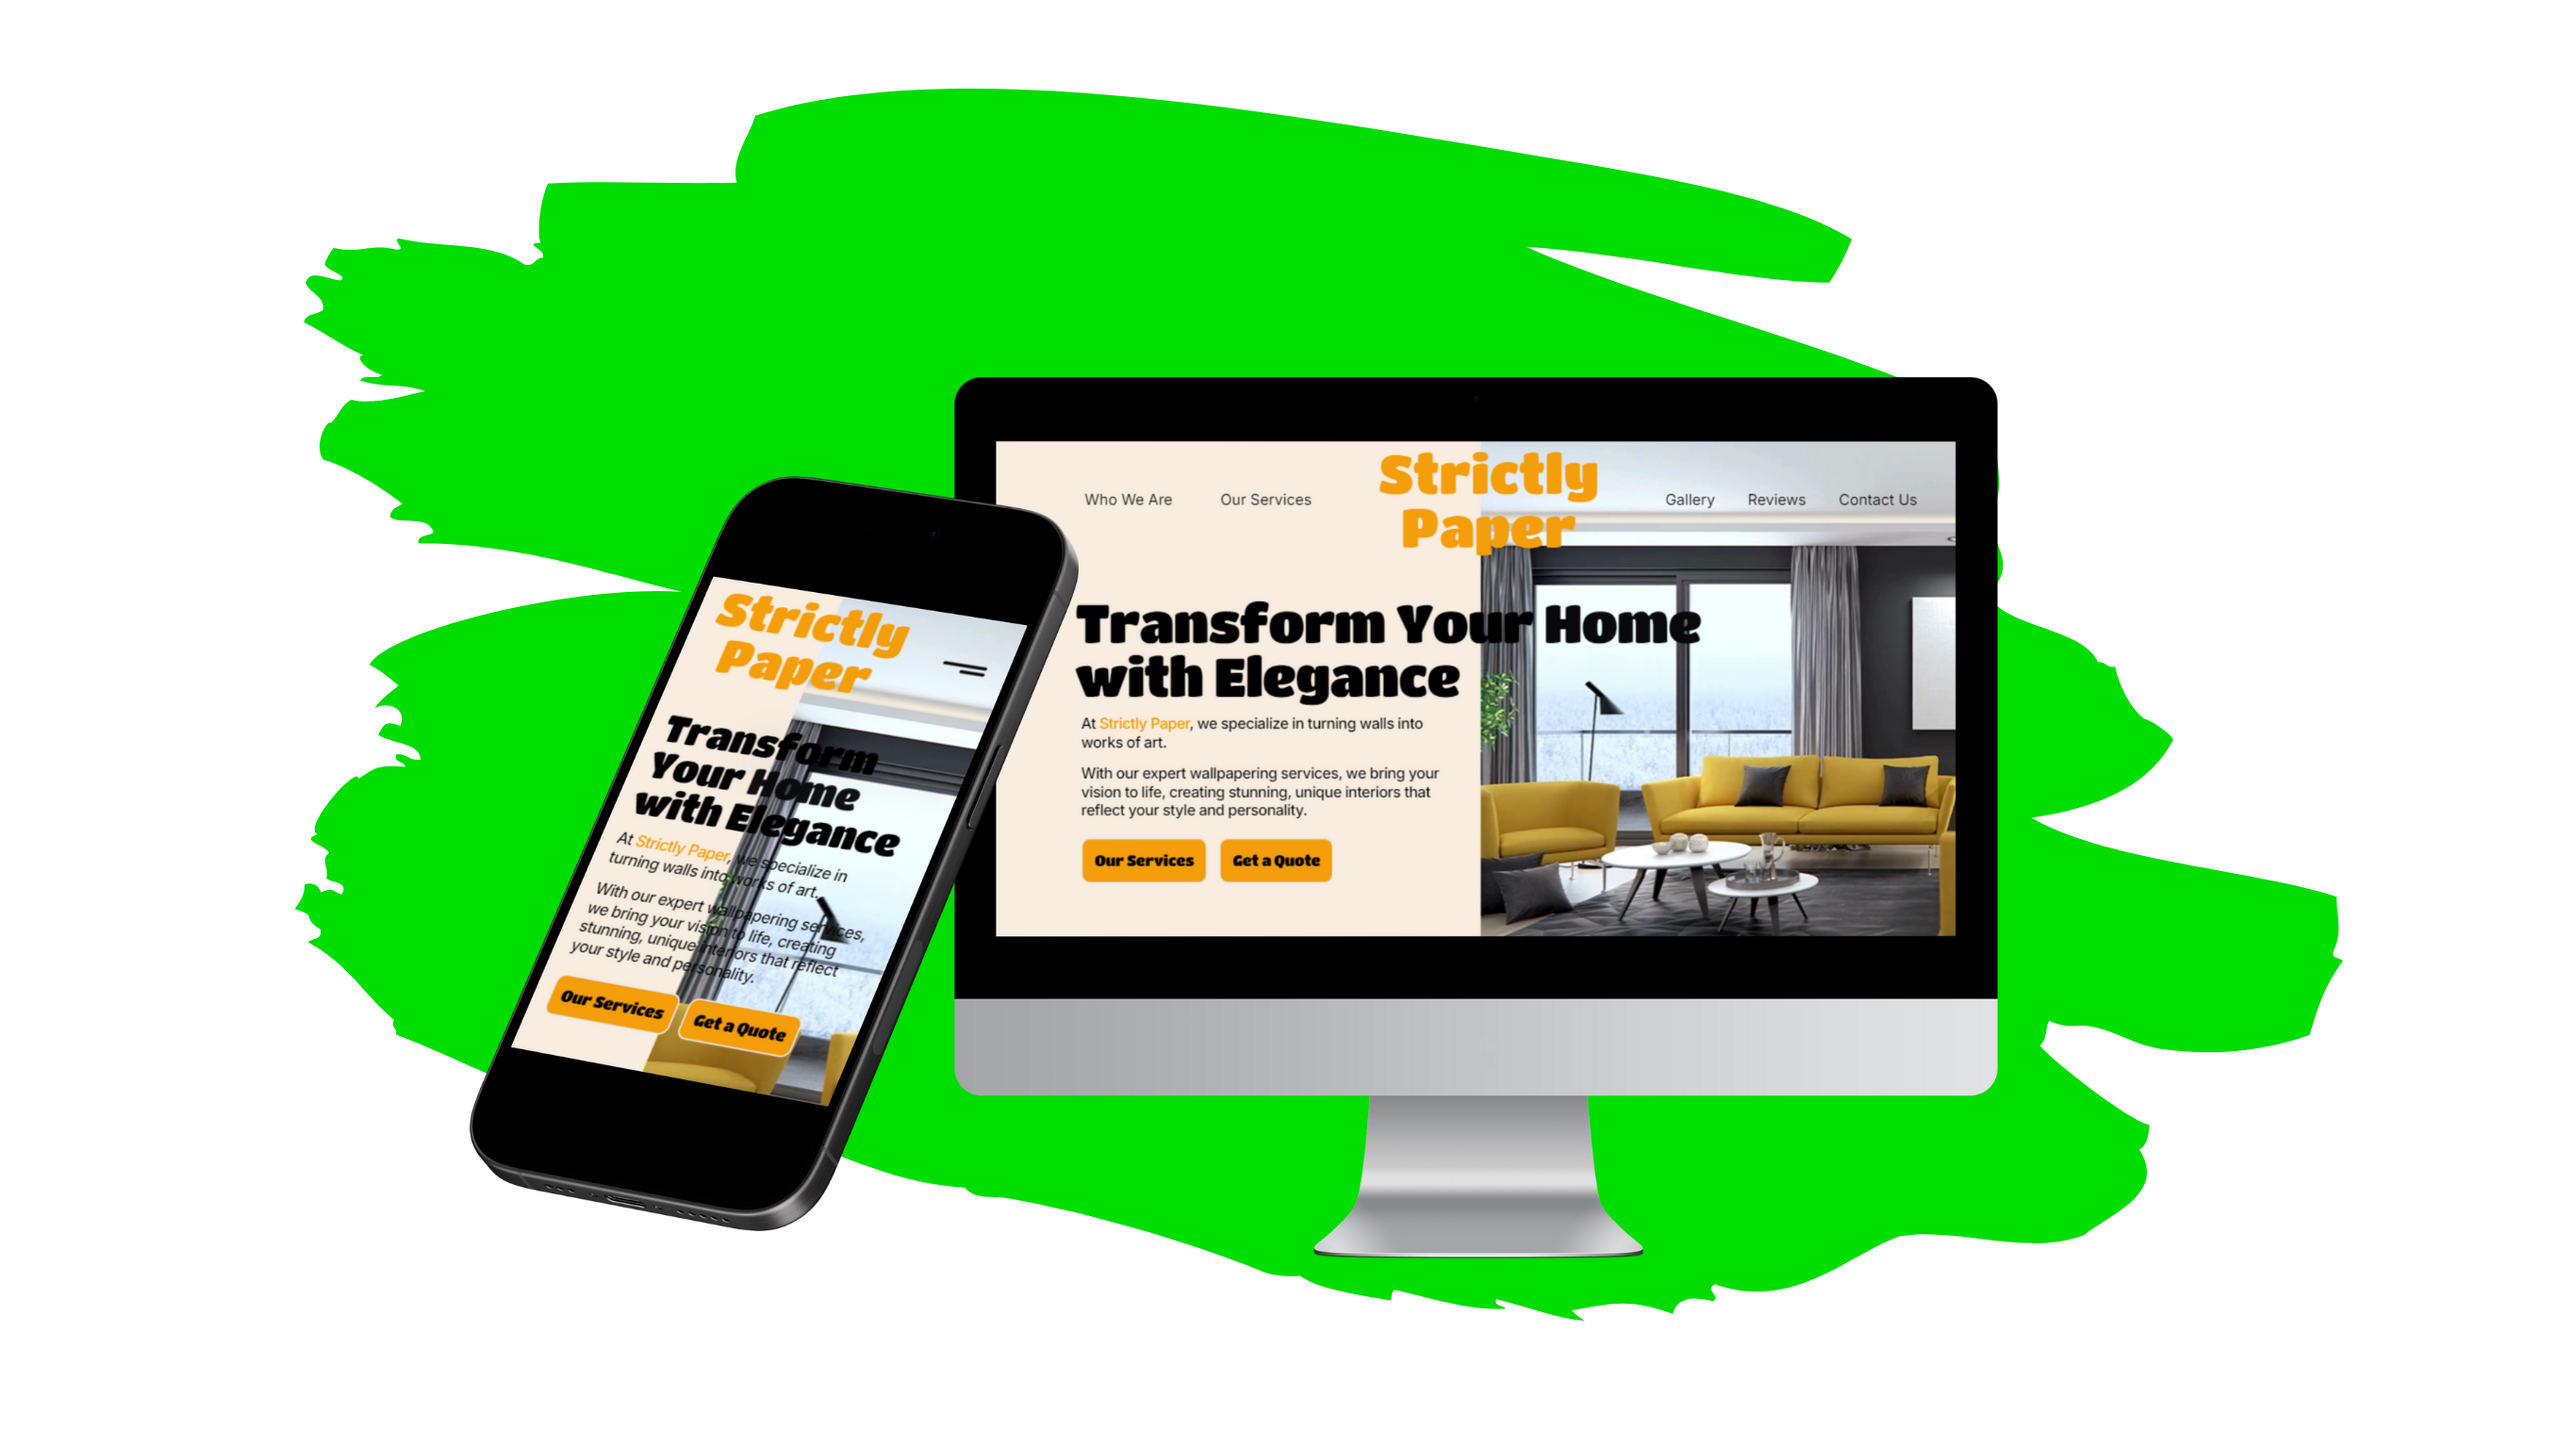 Strictly
Paper
Transform
Your Home
with Elegance
At Strictly Paper, we specialize in
turning walls into works of art.
With our expert wallpapering services,
we bring your vision to life, creating
stunning, unique interiors that reflect
your style and personality.
Our Services
Get a Quote
Who We Are
Our Services
Strictly
Paper
Gallery
Reviews
Contact Us
Transform Your Home
with Elegance
At Strictly Paper, we specialize in turning walls into
works of art.
With our expert wallpapering services, we bring your
vision to life, creating stunning, unique interiors that
reflect your style and personality.
Our Services
Get a Quote